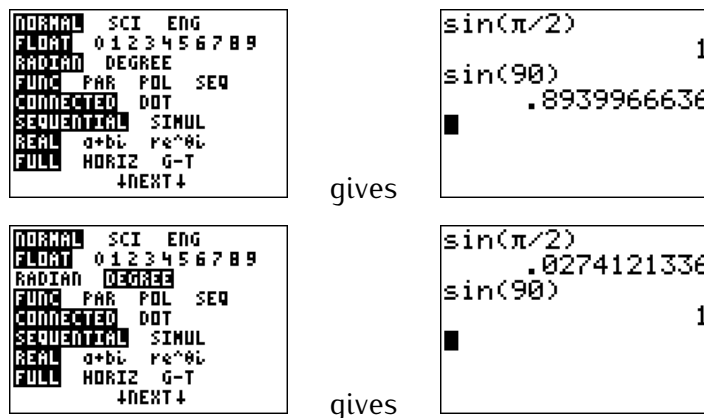 NORMAL SCI ENG
FLOAT 0123456789
RADIAN DEGREE
FUNC PAR POL SEQ
CONNECTED DOT
SEQUENTIAL SIMUL
REAL a+bi re^θi
FULL HORIZ G-T
↓NEXT↓
gives
sin(π/2)
1
sin(90)
.8939966636
NORMAL SCI ENG
FLOAT 0123456789
RADIAN DEGREE
FUNC PAR POL SEQ
CONNECTED DOT
SEQUENTIAL SIMUL
REAL a+bi re^θi
FULL HORIZ G-T
↓NEXT↓
gives
sin(π/2)
.0274121336
sin(90)
1